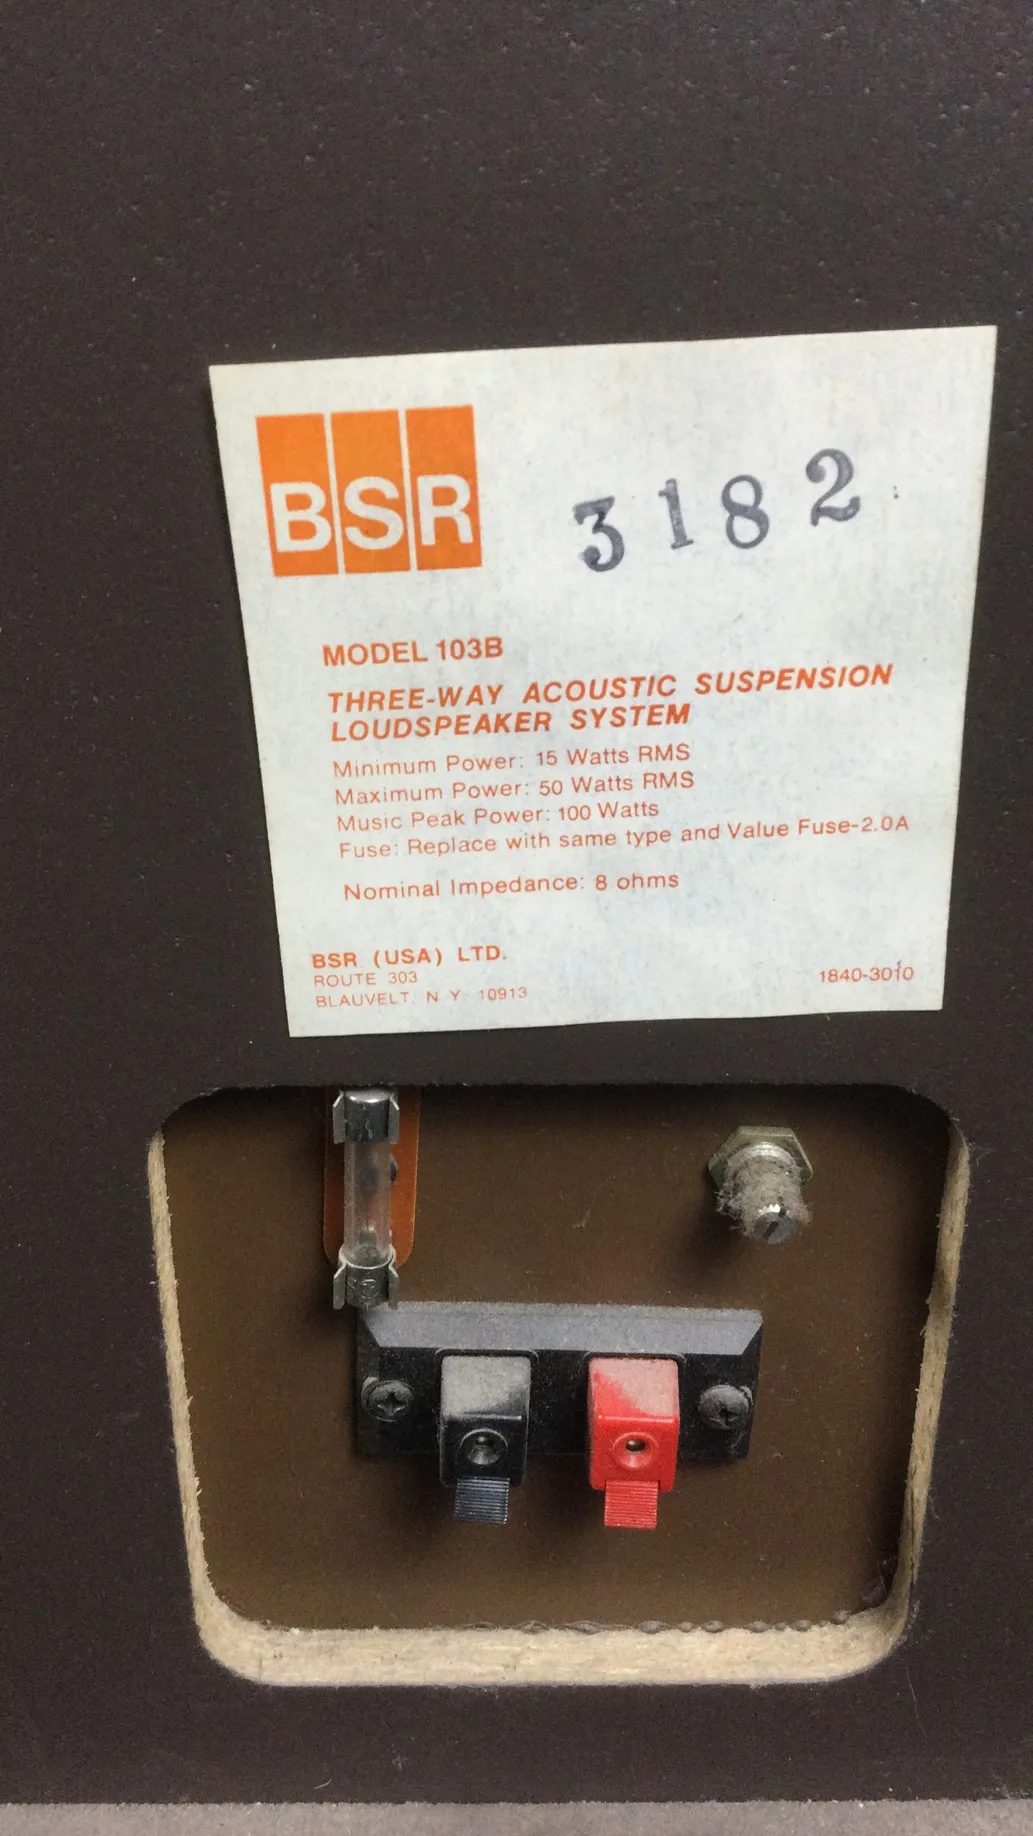 BSR
3182
MODEL 103B
THREE-WAY ACOUSTIC SUSPENSION
LOUDSPEAKER SYSTEM
Minimum Power: 15 Watts RMS
Maximum Power: 50 Watts RMS
Music Peak Power: 100 Watts
Fuse: Replace with same type and Value Fuse-2.0A
Nominal Impedance: 8 ohms
BSR (USA) LTD.
ROUTE 303
BLAUVELT, N Y 10913
1840-3010